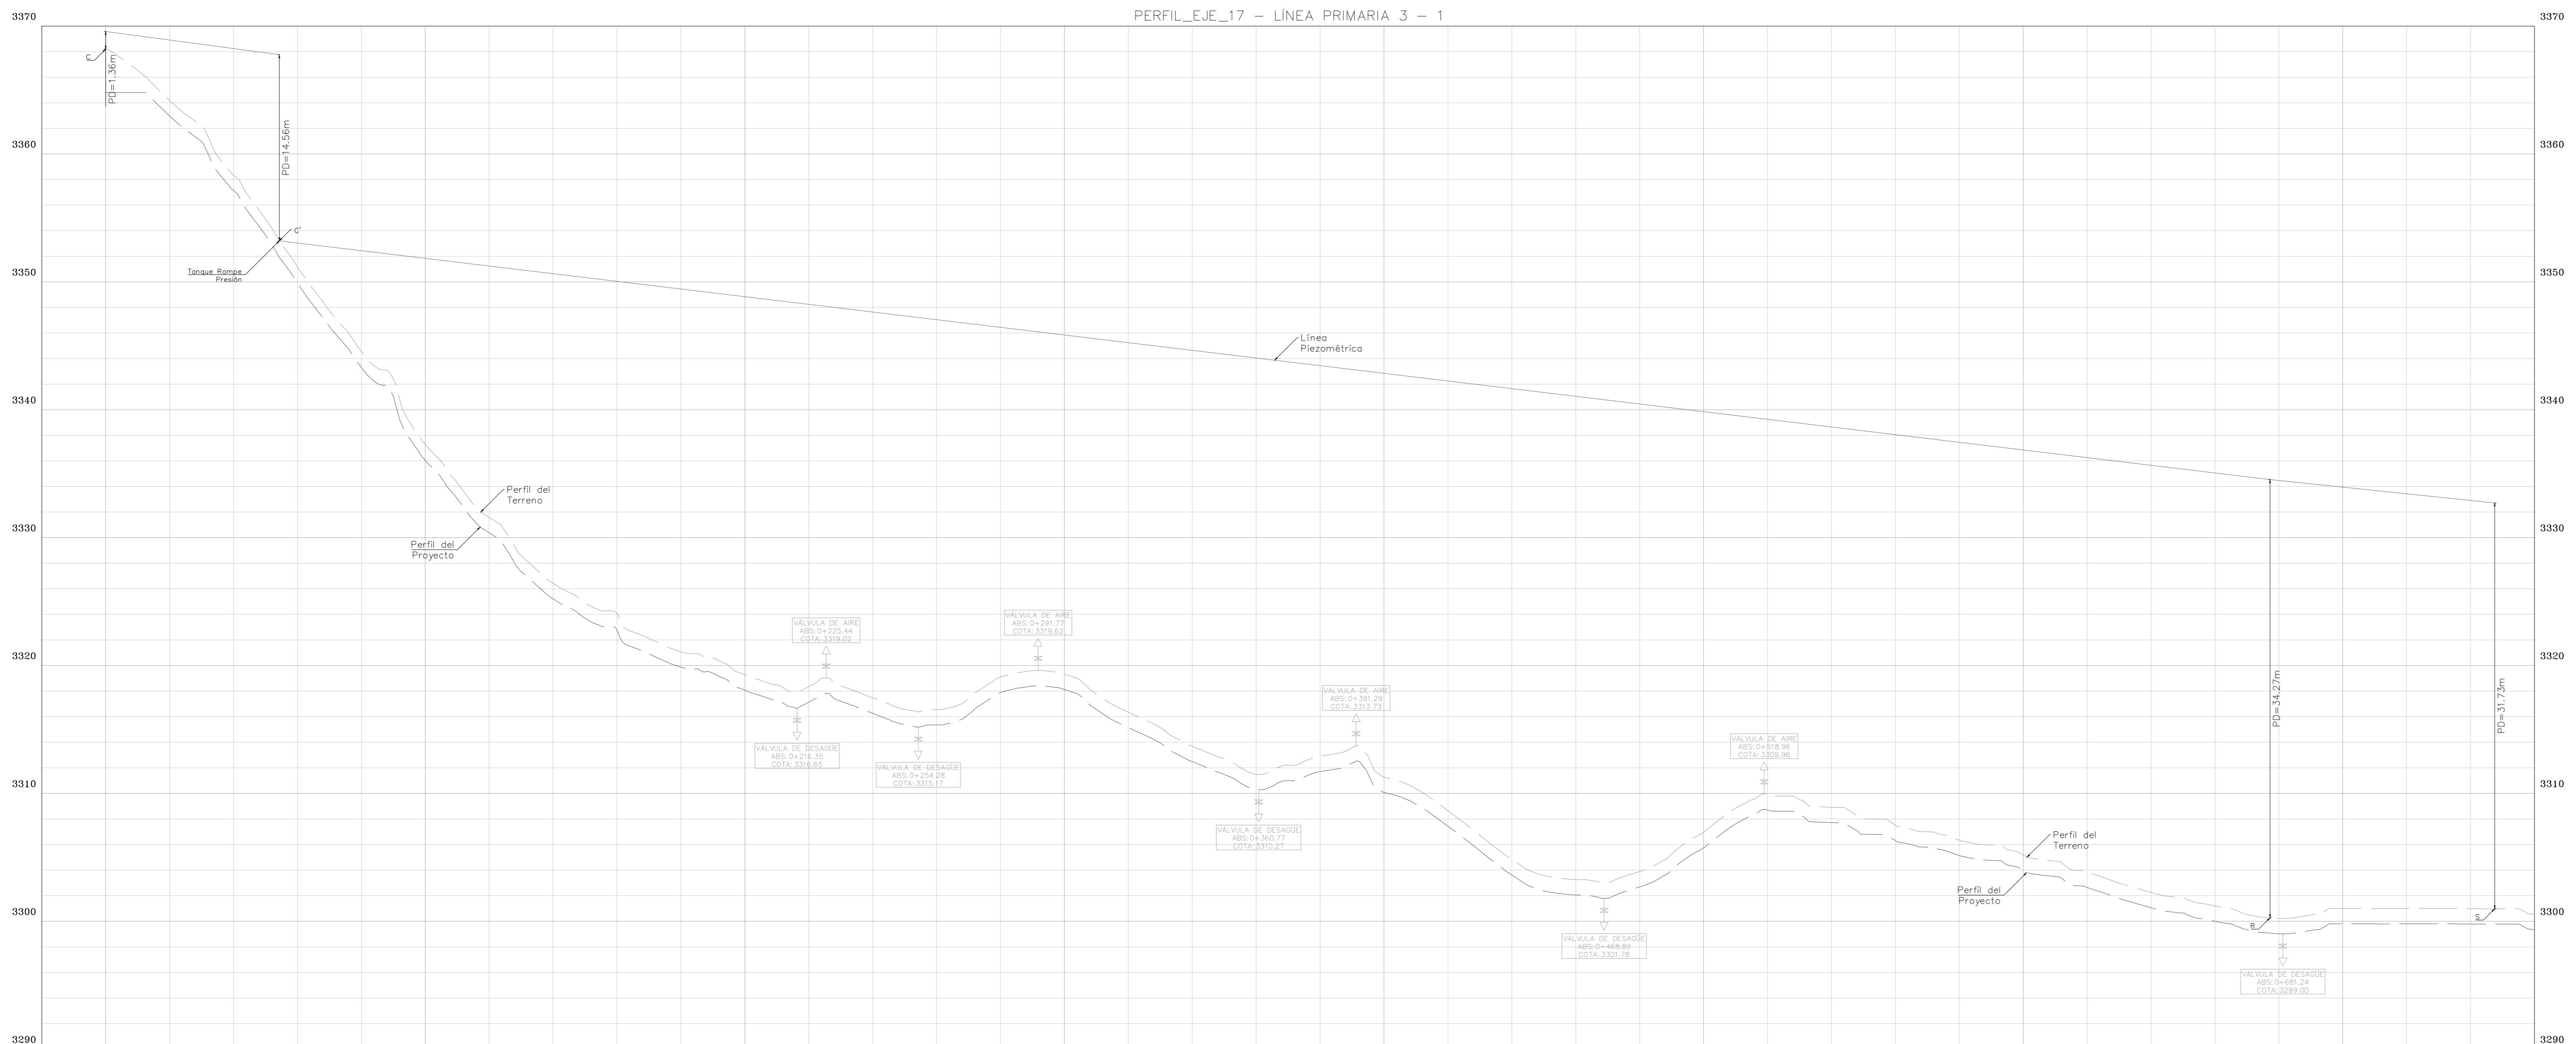 PERFIL_EJE_17 - LÍNEA PRIMARIA 3 - 1
3370
3370
C
PD=1.36m
PD=14.56m
3360
3360
C'
Tanque Rompe
Presión
3350
3350
Línea
Piezométrica
3340
3340
Perfil del
Terreno
3330
3330
Perfil del
Proyecto
VÁLVULA DE AIRE
ABS: 0+225.44
COTA: 3319.02
VÁLVULA DE AIRE
ABS: 0+291.77
COTA: 3319.62
3320
3320
VÁLVULA DE AIRE
ABS: 0+391.29
COTA: 3313.73
PD=34.27m
PD=31.73m
VÁLVULA DE DESAGÜE
ABS: 0+216.35
COTA: 3316.65
VÁLVULA DE DESAGÜE
ABS: 0+254.28
COTA: 3315.17
VÁLVULA DE AIRE
ABS: 0+518.96
COTA: 3309.96
3310
3310
VÁLVULA DE DESAGÜE
ABS: 0+360.77
COTA: 3310.27
Perfil del
Terreno
Perfil del
Proyecto
3300
3300
S
R
VÁLVULA DE DESAGÜE
ABS: 0+468.89
COTA: 3301.78
VÁLVULA DE DESAGÜE
ABS: 0+681.24
COTA: 3299.00
3290
3290